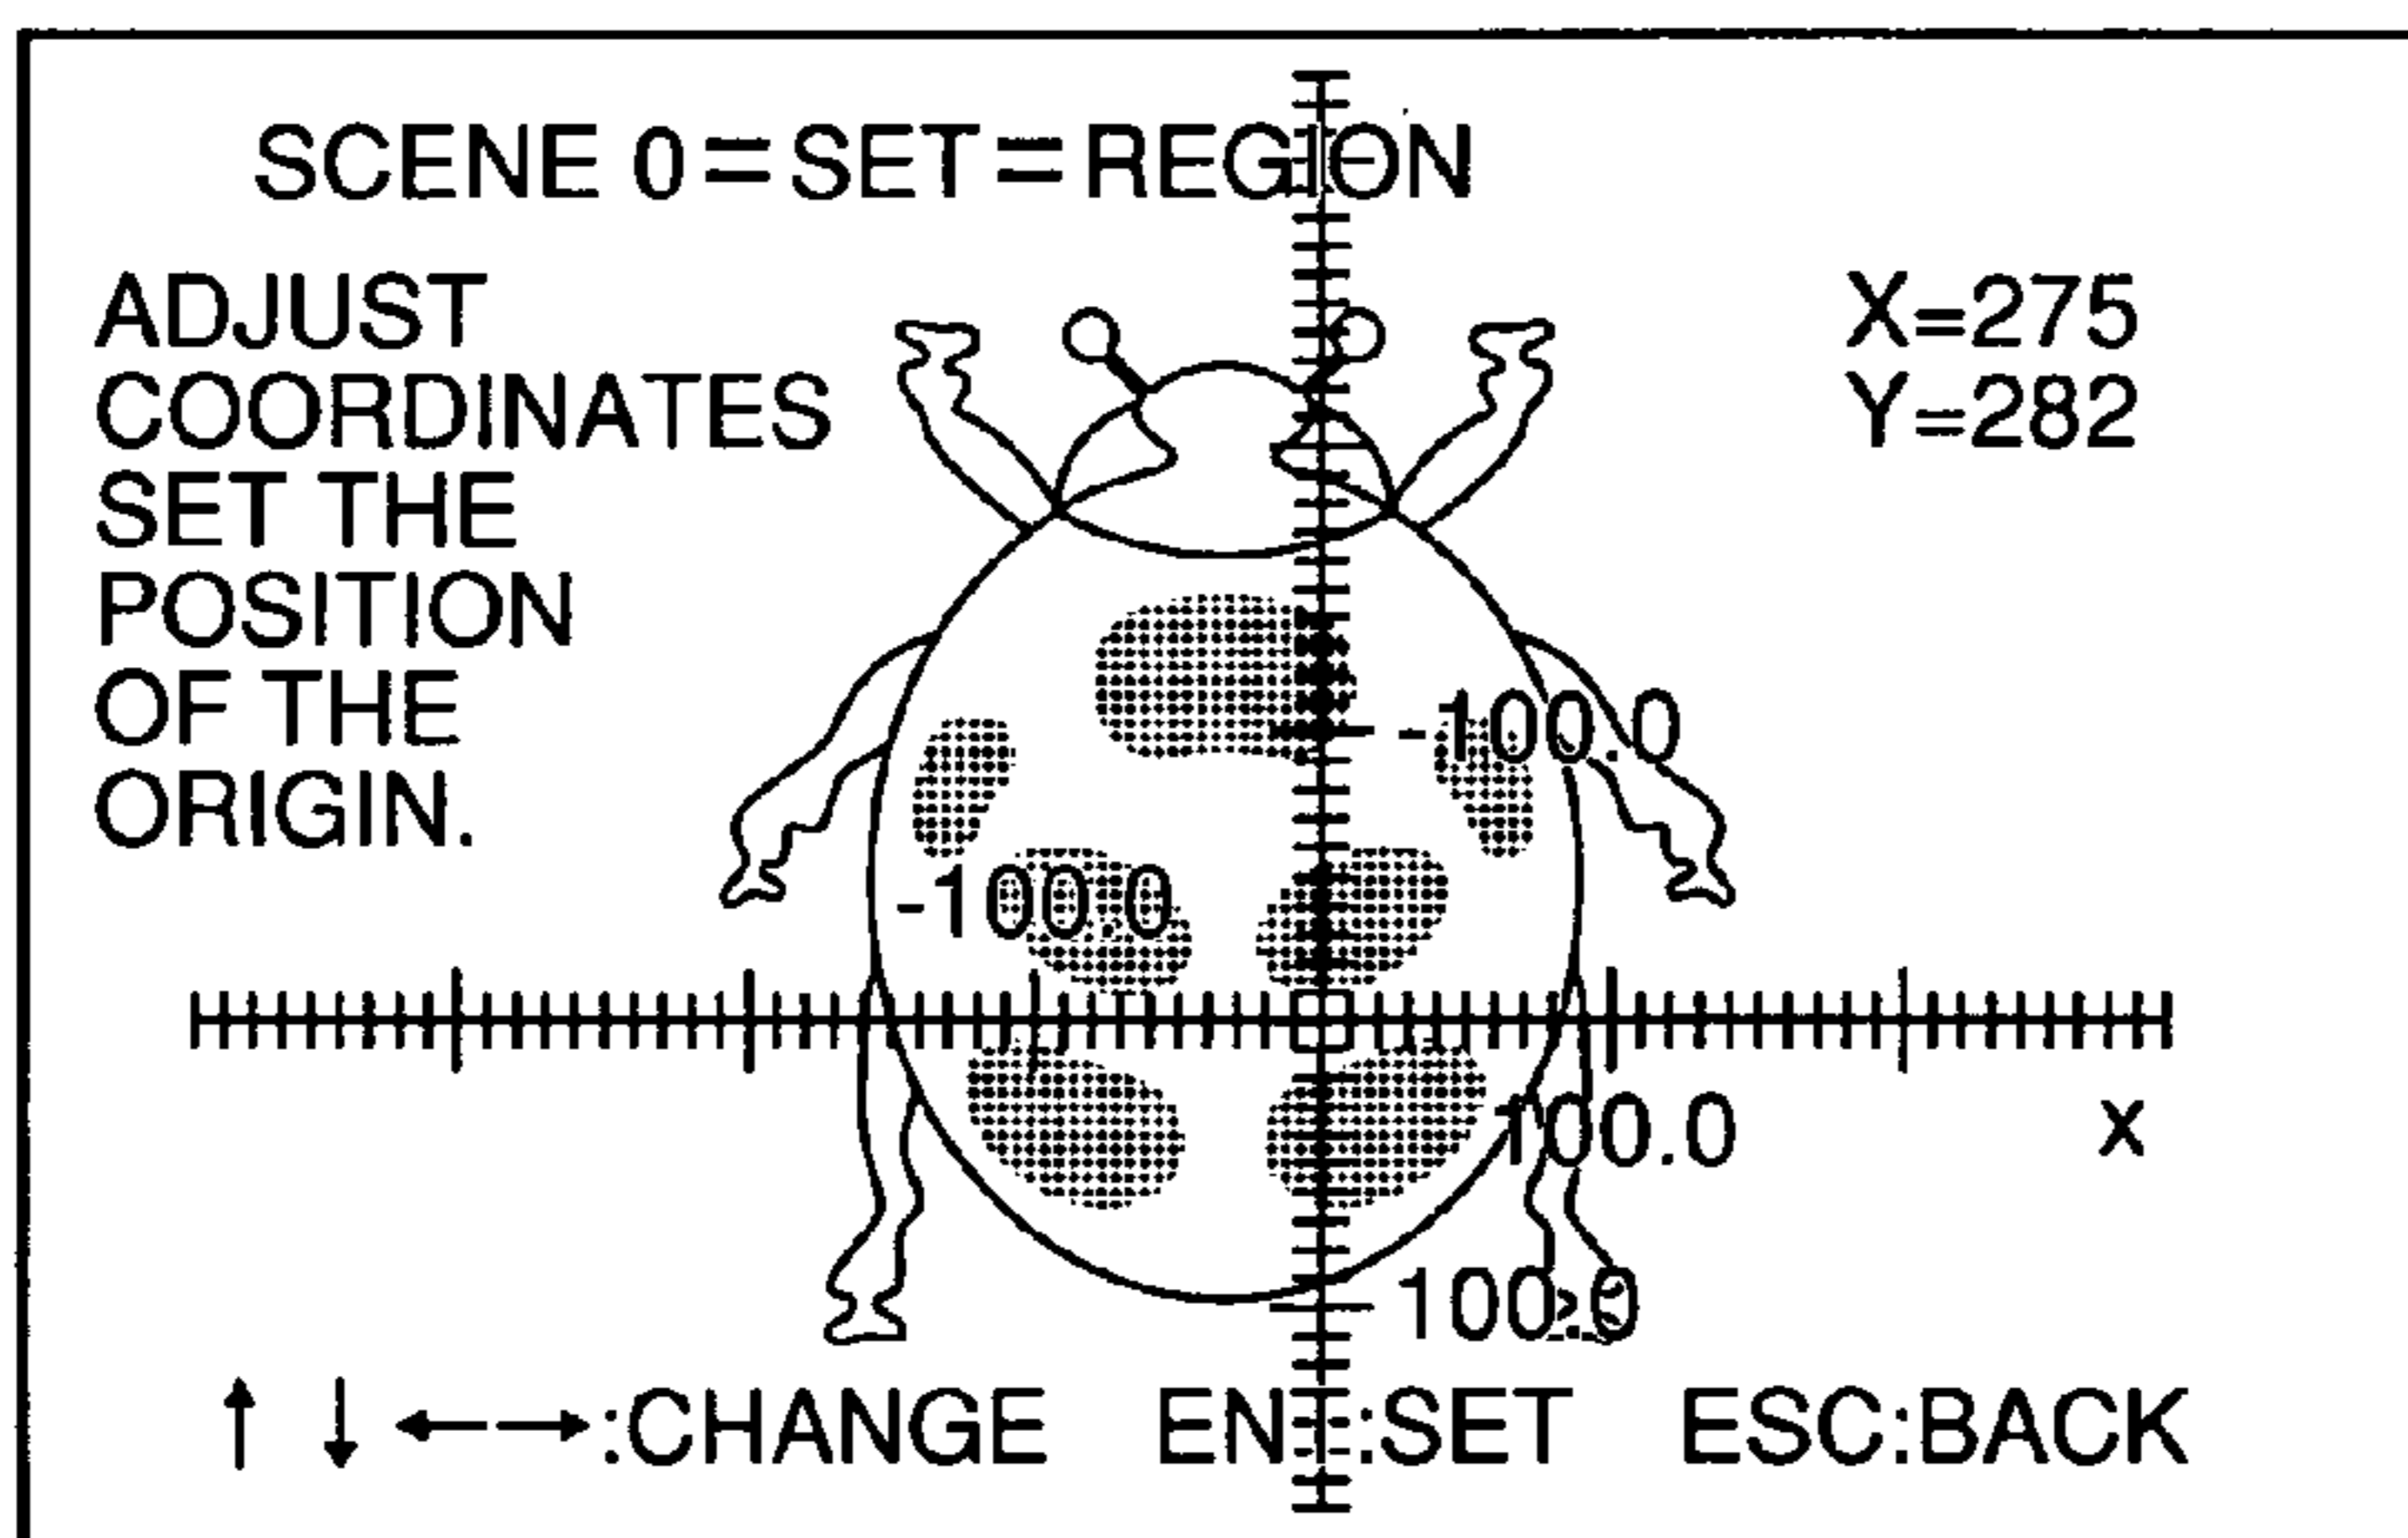 SCENE 0=SET=REGION
ADJUST
COORDINATES
SET THE
POSITION
OF THE
ORIGIN.
X=275
Y=282
-100.0
-100.0
100.0
x
100.0
↑ ↓ ←→:CHANGE ENT:SET ESC:BACK